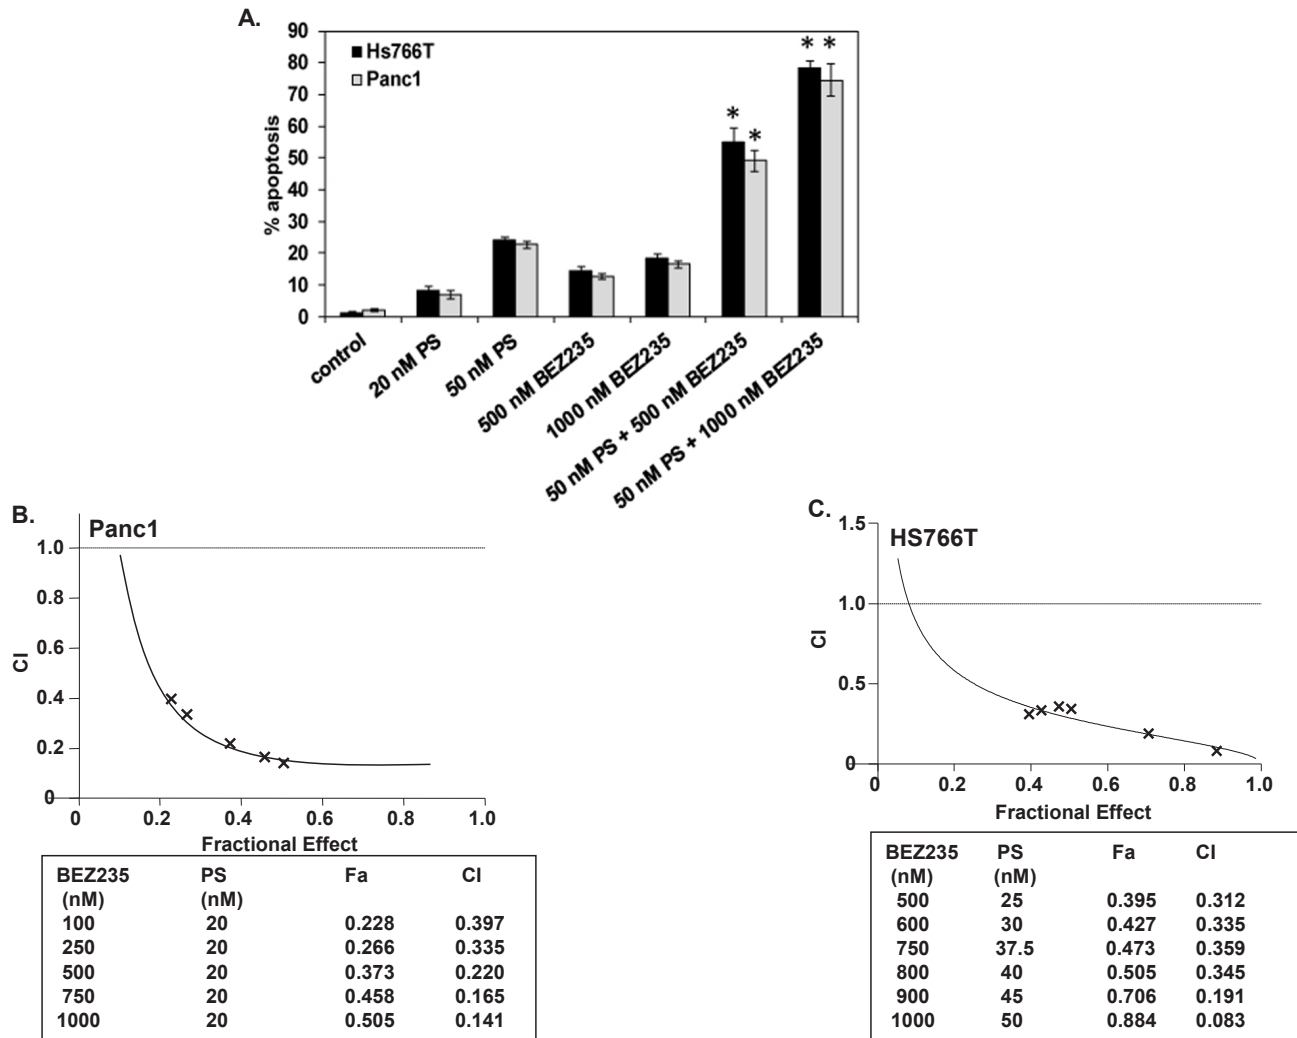 A.
90
80
70
60
50
40
30
20
10
0
% apoptosis
Hs766T
Panc1
* *
*
*
control
20 nM PS
50 nM PS
500 nM BEZ235
1000 nM BEZ235
50 nM PS + 500 nM BEZ235
50 nM PS + 1000 nM BEZ235
B.
Panc1
1.0
0.8
0.6
0.4
0.2
0
CI
0 0.2 0.4 0.6 0.8 1.0
Fractional Effect
BEZ235 PS Fa CI
(nM) (nM)
100 20 0.228 0.397
250 20 0.266 0.335
500 20 0.373 0.220
750 20 0.458 0.165
1000 20 0.505 0.141
C.
HS766T
1.5
1.0
0.5
0
CI
0 0.2 0.4 0.6 0.8 1.0
Fractional Effect
BEZ235 PS Fa CI
(nM) (nM)
500 25 0.395 0.312
600 30 0.427 0.335
750 37.5 0.473 0.359
800 40 0.505 0.345
900 45 0.706 0.191
1000 50 0.884 0.083